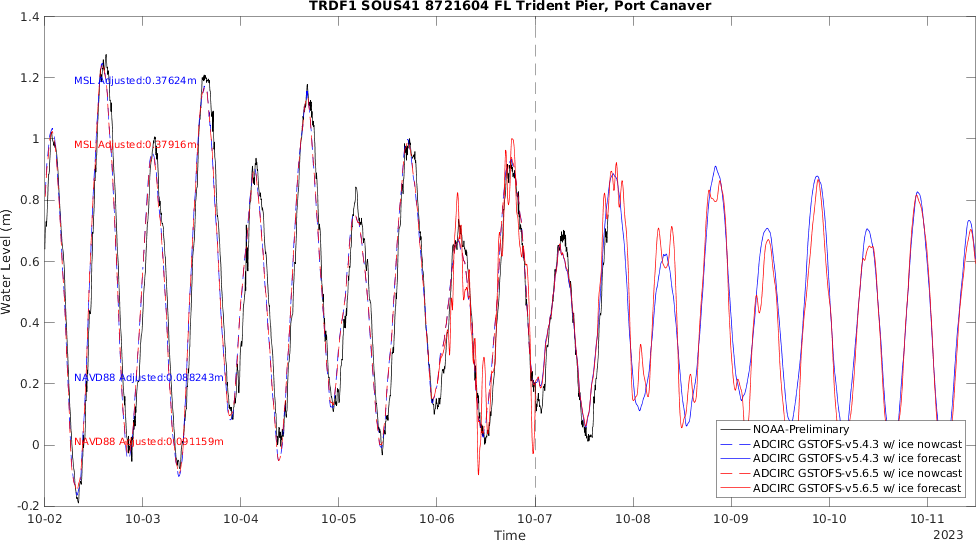 TRDF1 SOUS41 8721604 FL Trident Pier, Port Canaver
1.4
1.2
1
0.8
0.6
0.4
0.2
0
-0.2
Water Level (m)
MSL Adjusted:0.37624m
MSL Adjusted:0.37916m
NAVD88 Adjusted:0.088243m
NAVD88 Adjusted:0.091159m
NOAA-Preliminary
ADCIRC GSTOFS-v5.4.3 w/ ice nowcast
ADCIRC GSTOFS-v5.4.3 w/ ice forecast
ADCIRC GSTOFS-v5.6.5 w/ ice nowcast
ADCIRC GSTOFS-v5.6.5 w/ ice forecast
10-02 10-03 10-04 10-05 10-06 10-07 10-08 10-09 10-10 10-11
2023
Time